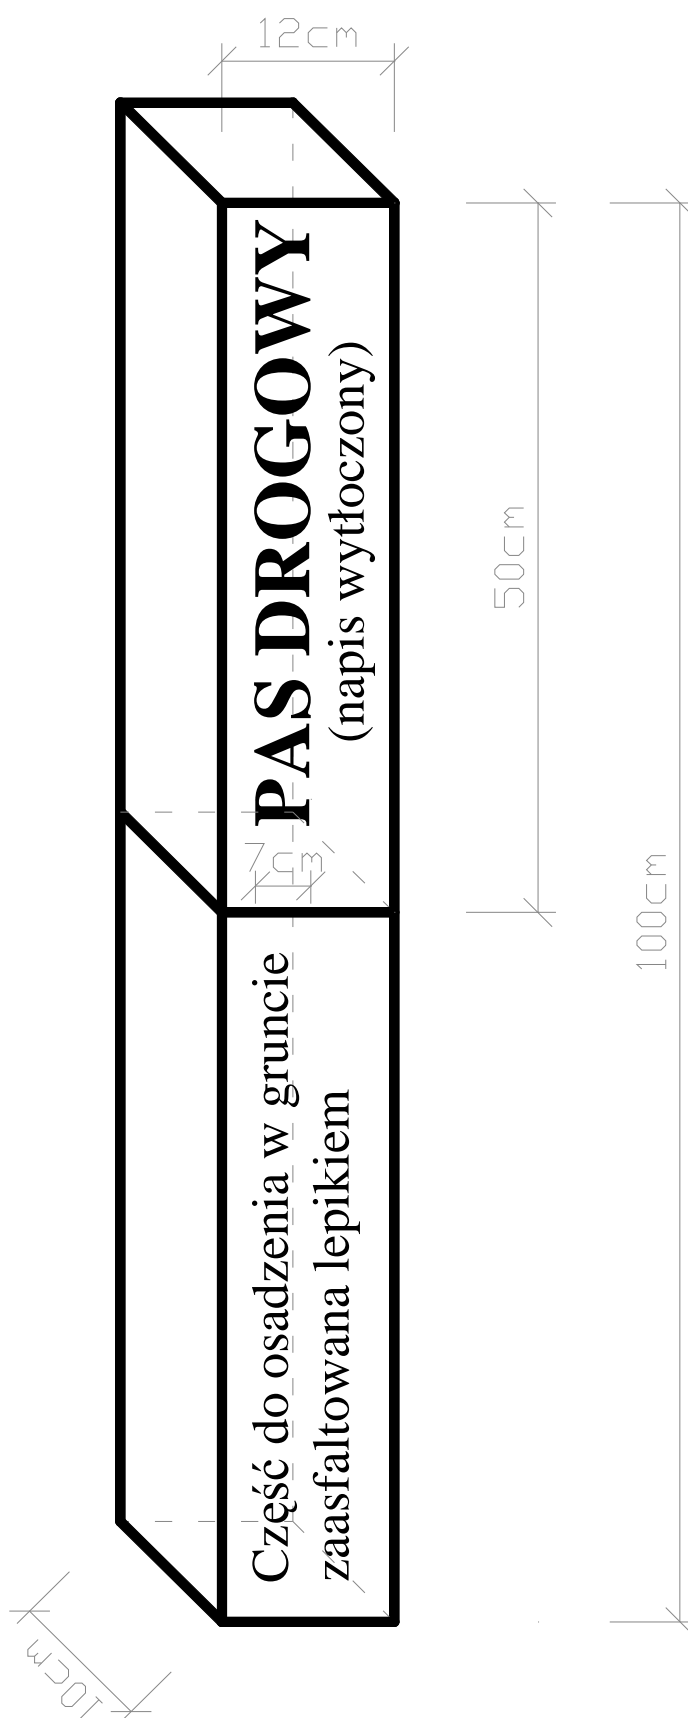 12cm
PAS DROGOWY
(napis wytłoczony)
50cm
7cm
100cm
Część do osadzenia w gruncie
zaasfaltowana lepikiem
10cm